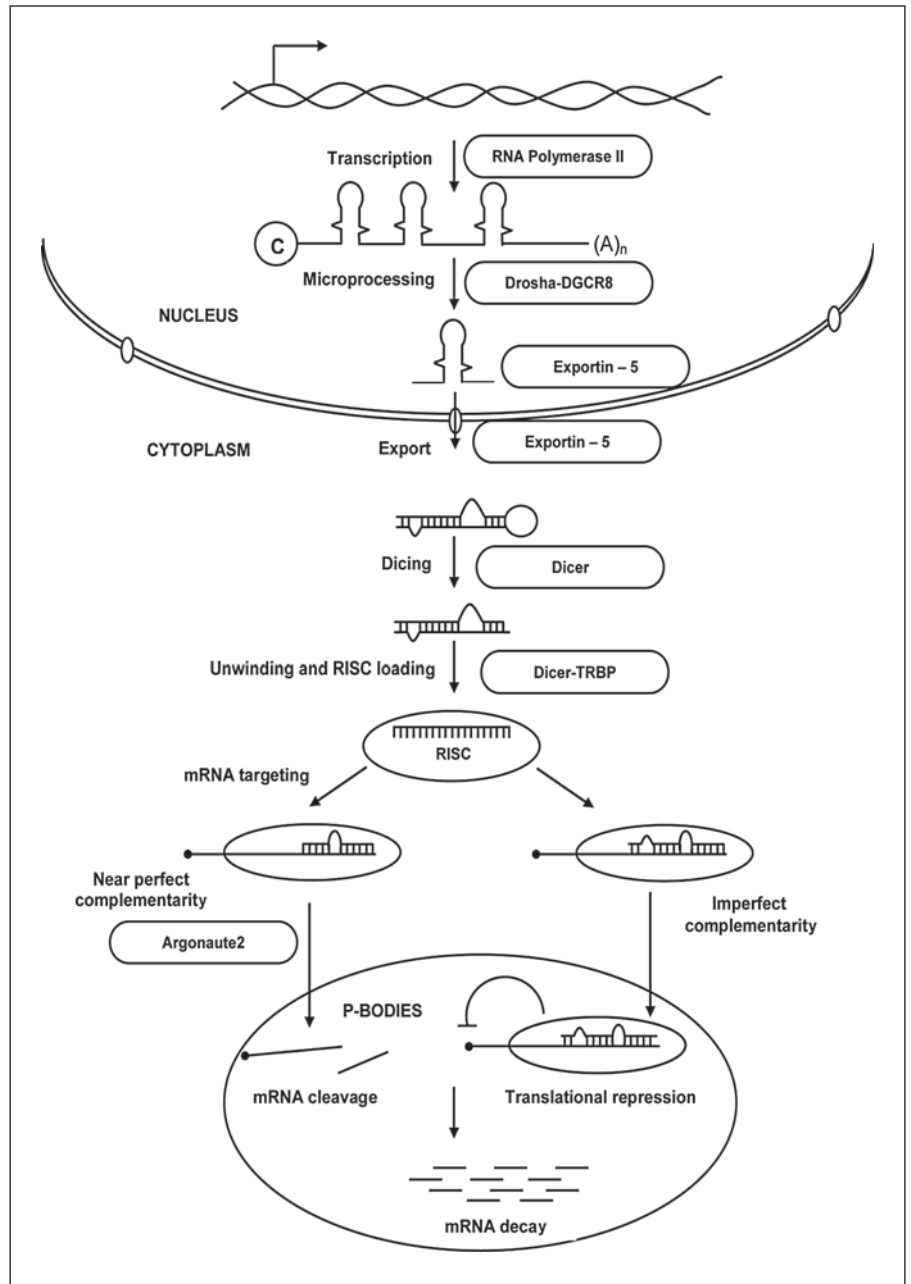 Transcription
RNA Polymerase II
C
(A)n
Microprocessing
Drosha-DGCR8
NUCLEUS
Exportin – 5
CYTOPLASM
Export
Exportin – 5
Dicing
Dicer
Unwinding and RISC loading
Dicer-TRBP
RISC
mRNA targeting
Near perfect
complementarity
Imperfect
complementarity
Argonaute2
P-BODIES
mRNA cleavage
Translational repression
mRNA decay